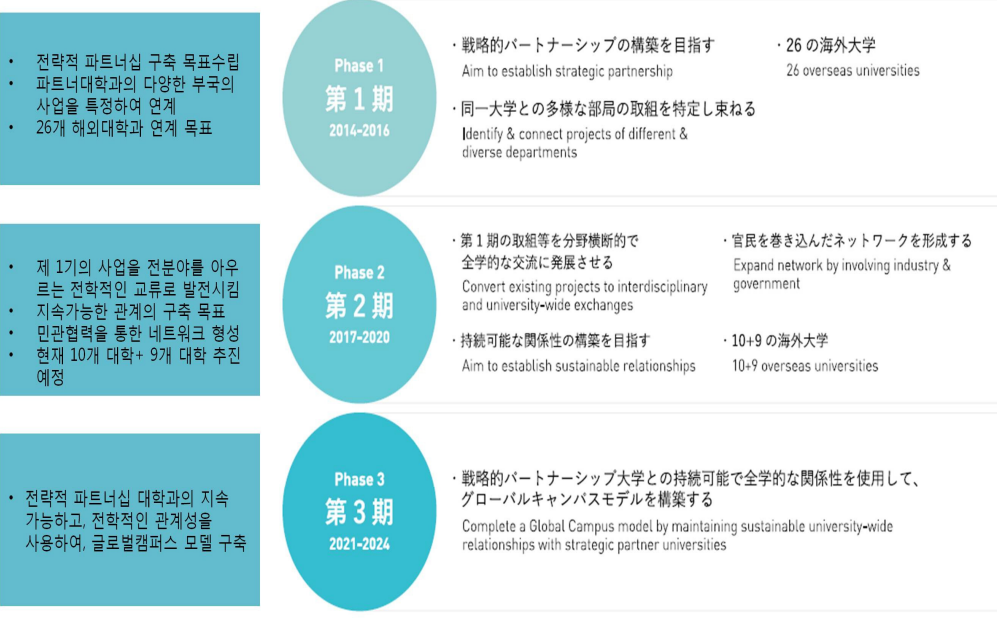 • 전략적 파트너십 구축 목표수립
• 파트너대학과의 다양한 부국의
사업을 특정하여 연계
• 26개 해외대학과 연계 목표
Phase 1
第1期
2014-2016
・戦略的パートナーシップの構築を目指す
Aim to establish strategic partnership
・26の海外大学
26 overseas universities
・同一大学との多様な部局の取組を特定し束ねる
Identify & connect projects of different &
diverse departments
• 제 1기의 사업을 전분야를 아우
르는 전학적인 교류로 발전시킴
• 지속가능한 관계의 구축 목표
• 민관협력을 통한 네트워크 형성
• 현재 10개 대학+ 9개 대학 추진
예정
Phase 2
第2期
2017-2020
・第1期の取組等を分野横断的で
全学的な交流に発展させる
Convert existing projects to interdisciplinary
and university-wide exchanges
・官民を巻き込んだネットワークを形成する
Expand network by involving industry &
government
・持続可能な関係性の構築を目指す
Aim to establish sustainable relationships
・10+9の海外大学
10+9 overseas universities
• 전략적 파트너십 대학과의 지속
가능하고, 전학적인 관계성을
사용하여, 글로벌캠퍼스 모델 구축
Phase 3
第3期
2021-2024
・戦略的パートナーシップ大学との持続可能で全学的な関係性を使用して、
グローバルキャンパスモデルを構築する
Complete a Global Campus model by maintaining sustainable university-wide
relationships with strategic partner universities